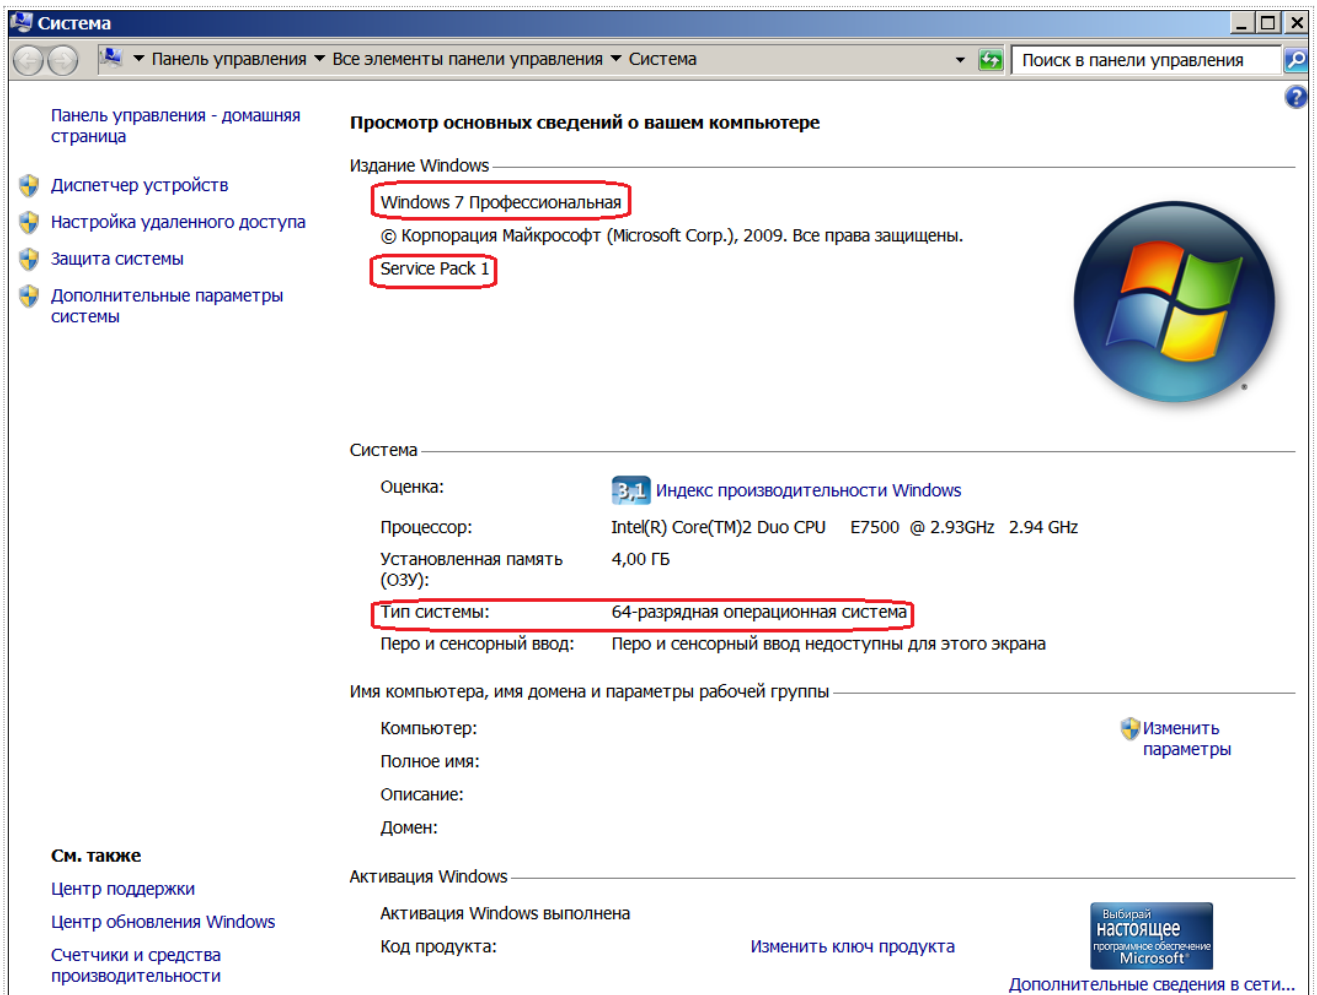 Система
Панель управления Все элементы панели управления Система
Поиск в панели управления
Панель управления - домашняя
страница
Диспетчер устройств
Настройка удаленного доступа
Защита системы
Дополнительные параметры
системы
Просмотр основных сведений о вашем компьютере
Издание Windows
Windows 7 Профессиональная
© Корпорация Майкрософт (Microsoft Corp.), 2009. Все права защищены.
Service Pack 1
Система
Оценка:
3,1 Индекс производительности Windows
Процессор:
Intel(R) Core(TM)2 Duo CPU E7500 @ 2.93GHz 2.94 GHz
Установленная память
(ОЗУ):
4,00 ГБ
Тип системы:
64-разрядная операционная система
Перо и сенсорный ввод:
Перо и сенсорный ввод недоступны для этого экрана
Имя компьютера, имя домена и параметры рабочей группы
Компьютер:
Изменить
параметры
Полное имя:
Описание:
Домен:
См. также
Центр поддержки
Центр обновления Windows
Счетчики и средства
производительности
Активация Windows
Активация Windows выполнена
Код продукта:
Изменить ключ продукта
Выбирай
настоящее
программное обеспечение
Microsoft
Дополнительные сведения в сети...